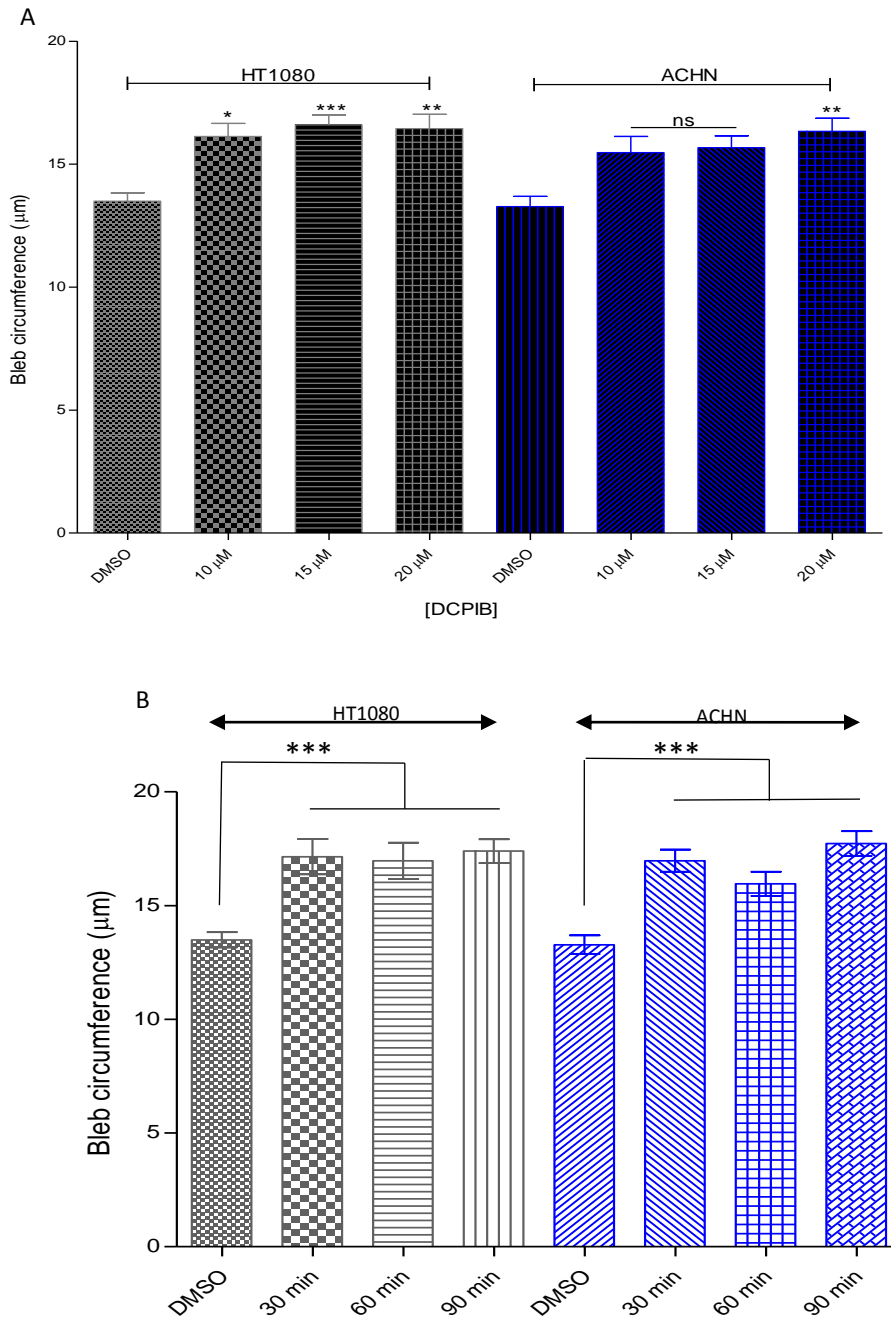 A
20
HT1080
ACHN
*
***
**
ns
**
15
10
5
0
Bleb circumference (μm)
DMSO
10 μM
15 μM
20 μM
DMSO
10 μM
15 μM
20 μM
[DCPIB]
B
HT1080
ACHN
***
***
20
15
10
5
0
Bleb circumference (μm)
DMSO
30 min
60 min
90 min
DMSO
30 min
60 min
90 min